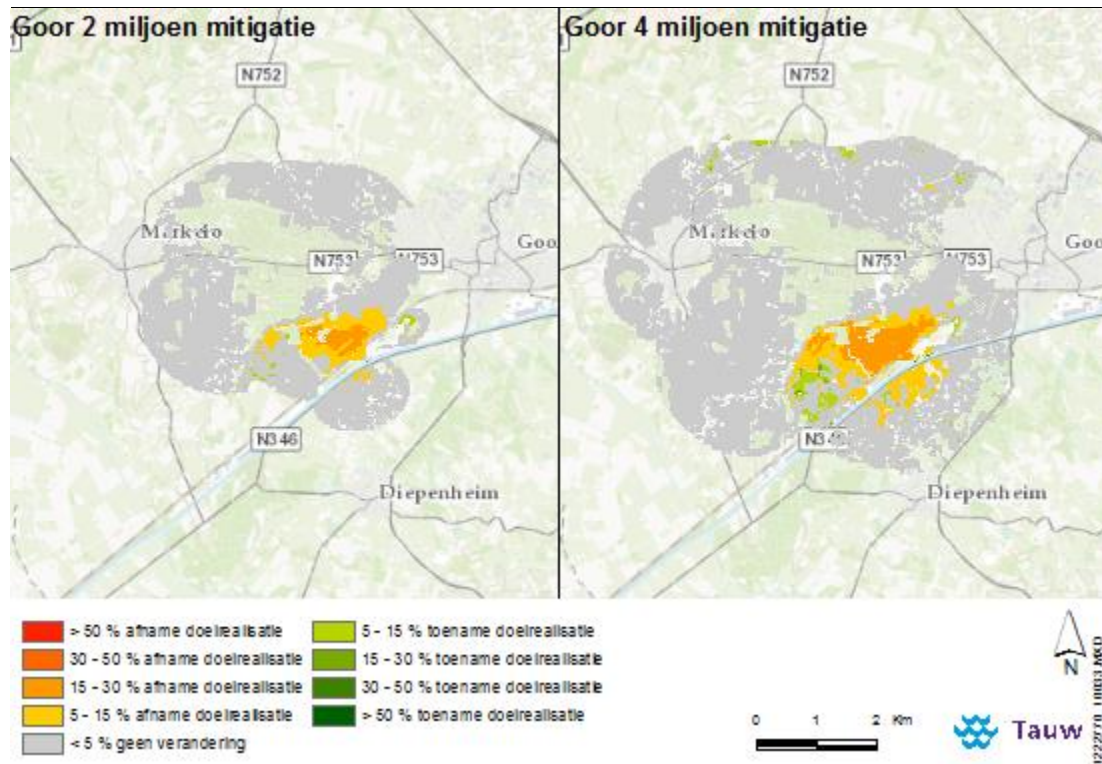 Goor 2 miljoen mitigatie
Goor 4 miljoen mitigatie
N752
N752
Markelo
Markelo
N753
N753
N753
N753
Goo
Goo
N346
N346
Diepenheim
Diepenheim
> 50 % afname doelrealisatie
30 - 50 % afname doelrealisatie
15 - 30 % afname doelrealisatie
5 - 15 % afname doelrealisatie
< 5 % geen verandering
5 - 15 % toename doelrealisatie
15 - 30 % toename doelrealisatie
30 - 50 % toename doelrealisatie
> 50 % toename doelrealisatie
0 1 2 Km
N
Tauw